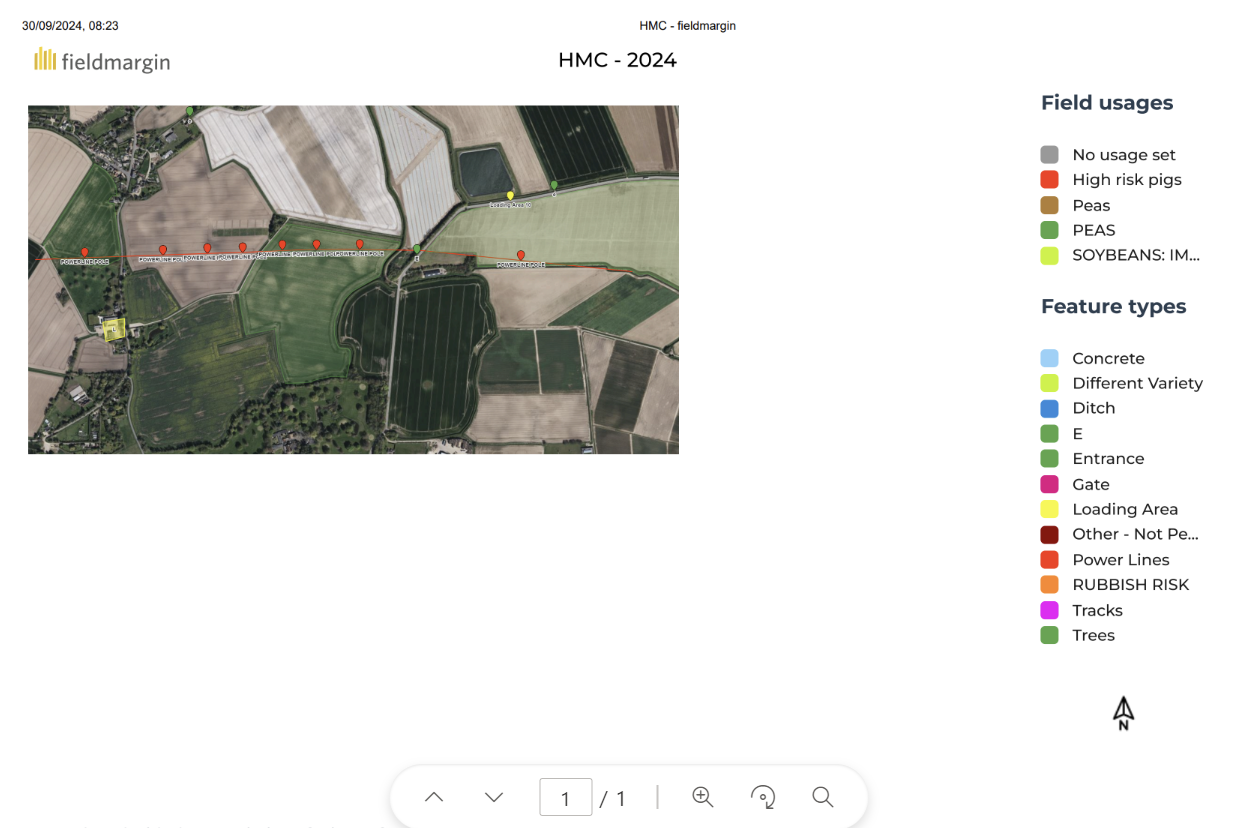 30/09/2024, 08:23
HMC - fieldmargin
fieldmargin
HMC - 2024
Field usages
No usage set
High risk pigs
Peas
PEAS
SOYBEANS: IM...
Feature types
Concrete
Different Variety
Ditch
E
Entrance
Gate
Loading Area
Other - Not Pe...
Power Lines
RUBBISH RISK
Tracks
Trees
N
Loading Area 10
POWERLINE POLE
POWERLINE POLE
E
1 / 1